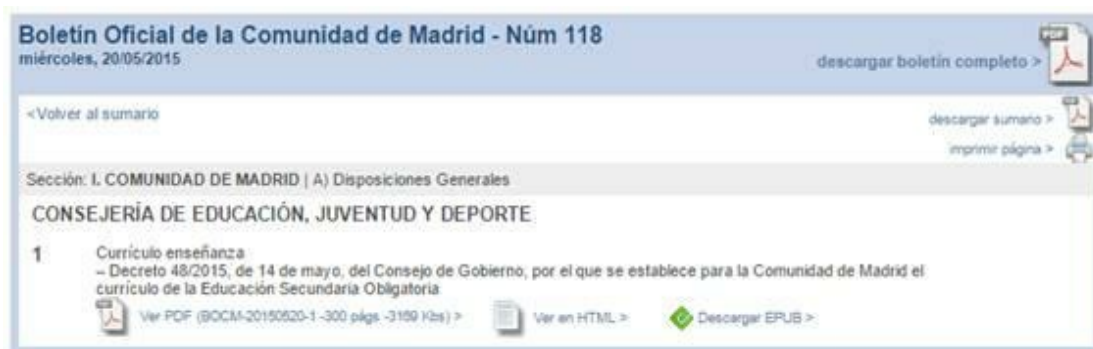 Boletín Oficial de la Comunidad de Madrid - Núm 118
miércoles, 20/05/2015
descargar boletín completo >
<Volver al sumario
descargar sumario >
imprimir página >
Sección: I. COMUNIDAD DE MADRID | A) Disposiciones Generales
CONSEJERÍA DE EDUCACIÓN, JUVENTUD Y DEPORTE
1 Currículo enseñanza
– Decreto 48/2015, de 14 de mayo, del Consejo de Gobierno, por el que se establece para la Comunidad de Madrid el
currículo de la Educación Secundaria Obligatoria
Ver PDF (BOCM-20150520-1 -300 págs -3159 Kbs) > Ver en HTML > Descargar EPUB >